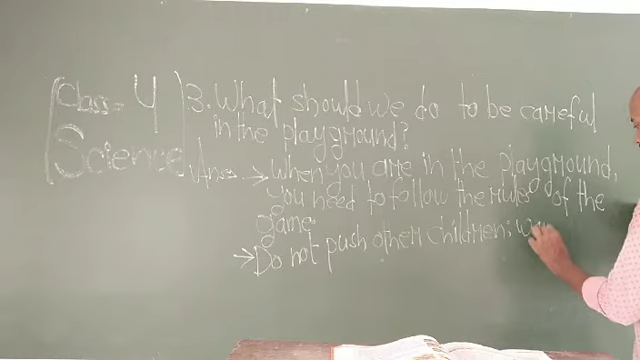 Class = 4
Science
3. What should we do to be careful
in the playground?
Ans → When you are in the playground,
you need to follow the rules of the
game.
→ Do not push other children;